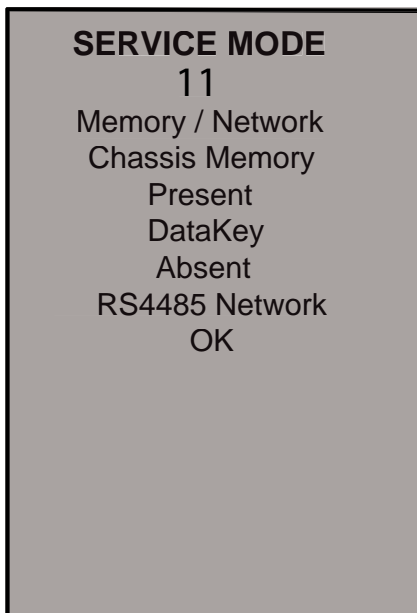 SERVICE MODE
11
Memory / Network
Chassis Memory
Present
DataKey
Absent
RS4485 Network
OK